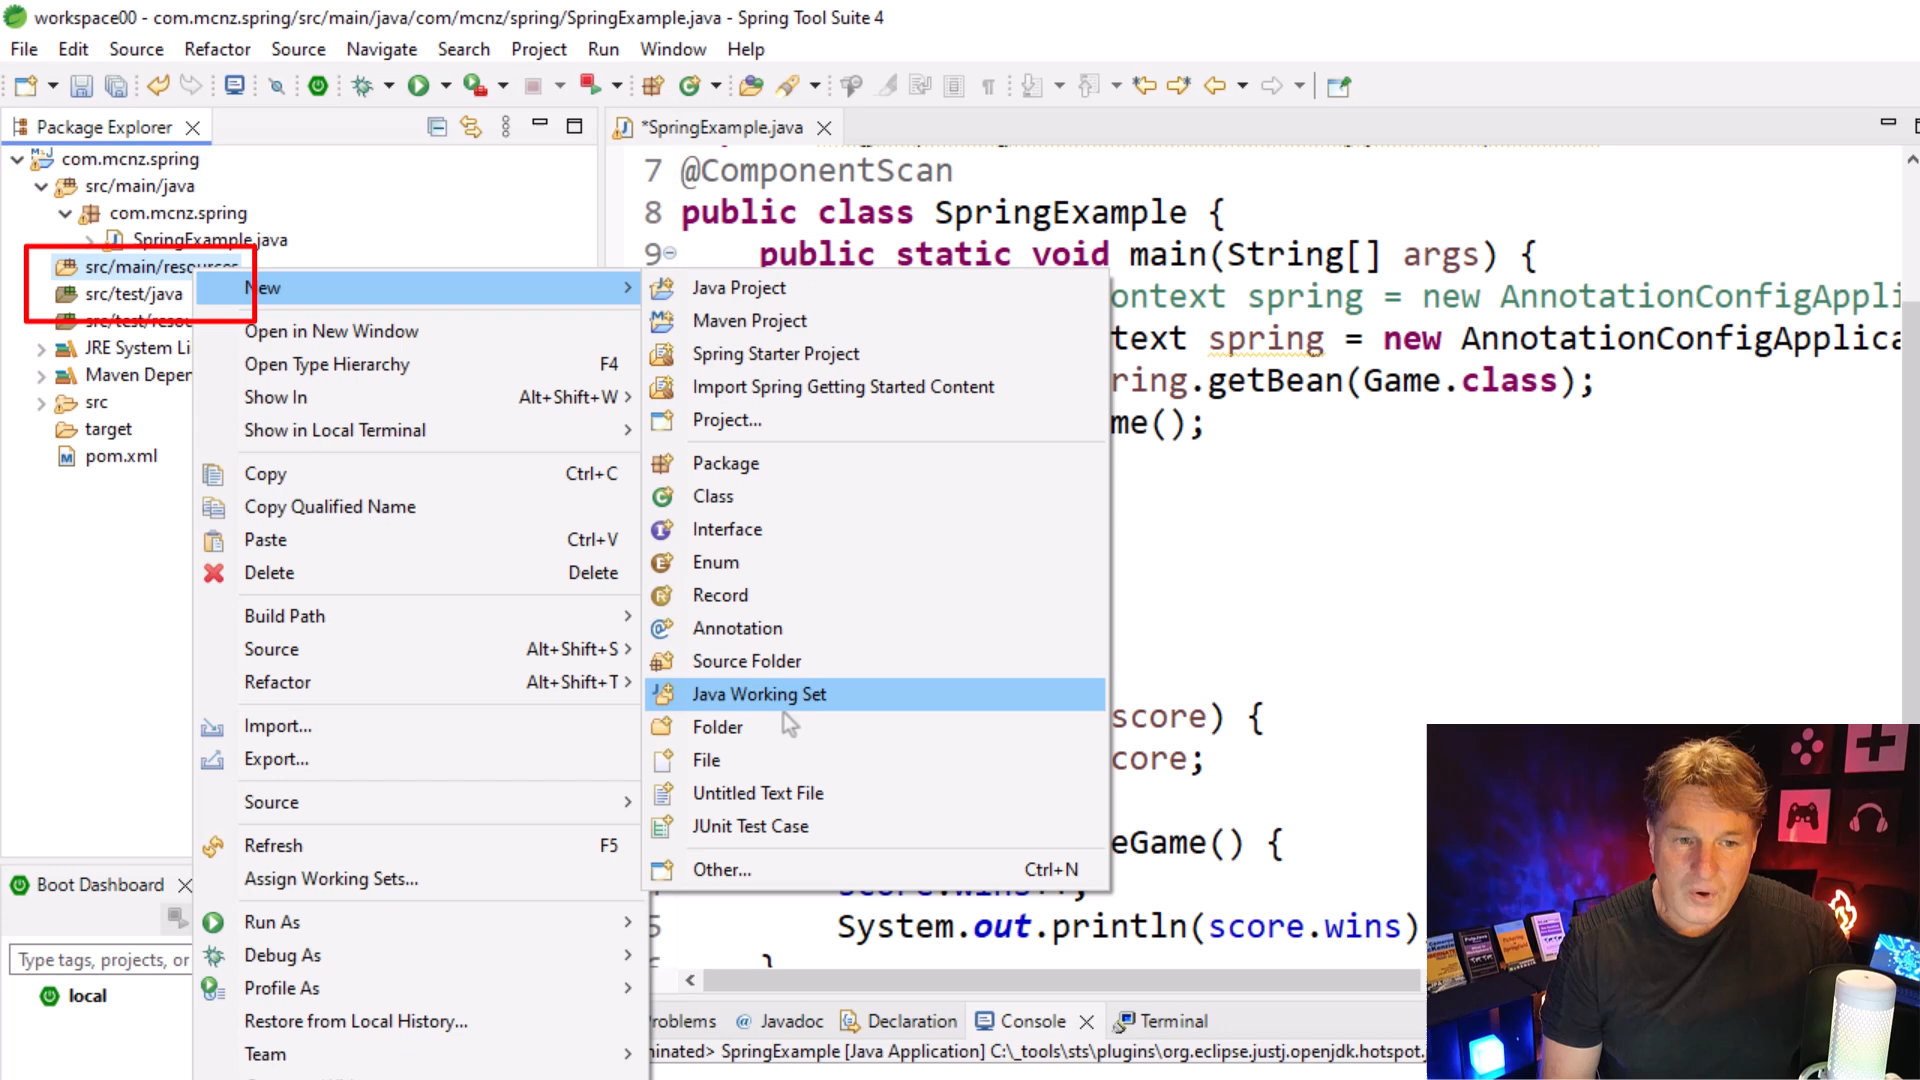 workspace00 - com.mcnz.spring/src/main/java/com/mcnz/spring/SpringExample.java - Spring Tool Suite 4
File Edit Source Refactor Source Navigate Search Project Run Window Help
Package Explorer
*SpringExample.java
com.mcnz.spring
src/main/java
com.mcnz.spring
SpringExample.java
src/main/resources
src/test/java
src/test/resou
JRE System Li
Maven Deper
src
target
pom.xml
7 @ComponentScan
8 public class SpringExample {
9 public static void main(String[] args) {
ontext spring = new AnnotationConfigAppli
text spring = new AnnotationConfigApplica
ring.getBean(Game.class);
me();
score) {
core;
eGame() {
5 System.out.println(score.wins)
}
New
Open in New Window
Open Type Hierarchy F4
Show In Alt+Shift+W
Show in Local Terminal
Copy Ctrl+C
Copy Qualified Name
Paste Ctrl+V
Delete Delete
Build Path
Source Alt+Shift+S
Refactor Alt+Shift+T
Import...
Export...
Source
Refresh F5
Assign Working Sets...
Run As
Debug As
Profile As
Restore from Local History...
Team
Java Project
Maven Project
Spring Starter Project
Import Spring Getting Started Content
Project...
Package
Class
Interface
Enum
Record
Annotation
Source Folder
Java Working Set
Folder
File
Untitled Text File
JUnit Test Case
Other... Ctrl+N
Boot Dashboard
Type tags, projects, or
local
roblems Javadoc Declaration Console Terminal
inated> SpringExample [Java Application] C:\_tools\sts\plugins\org.eclipse.justj.openjdk.hotspot.